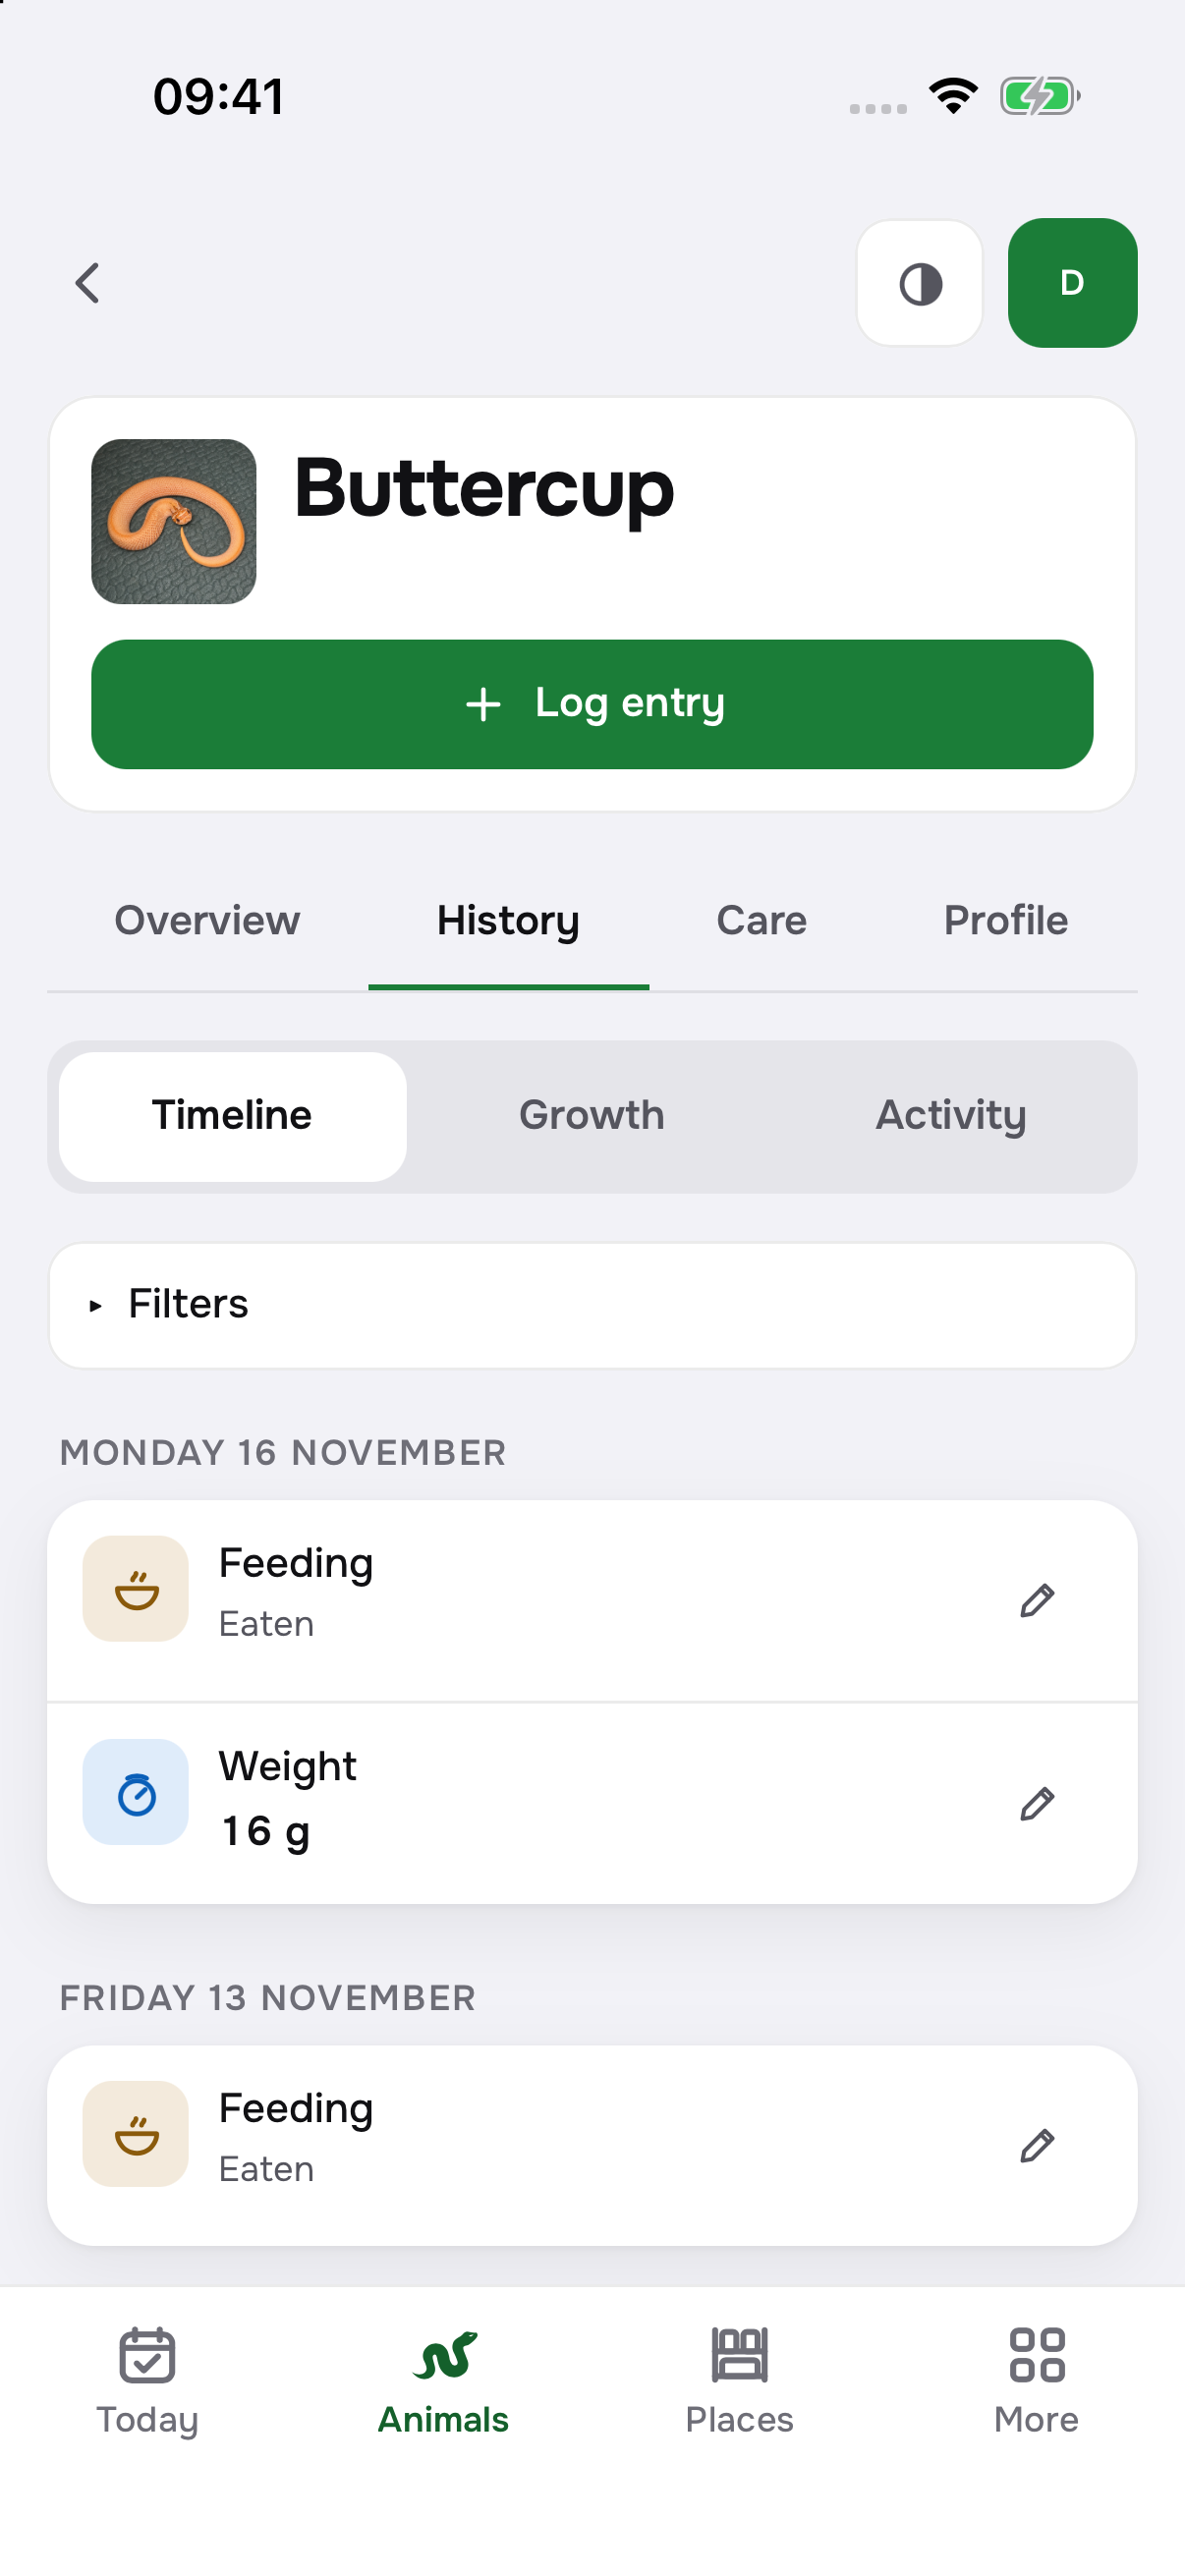 09:41
D
Buttercup
Log entry
Overview History Care Profile
Timeline Growth Activity
Filters
MONDAY 16 NOVEMBER
Feeding
Eaten
Weight
16 g
FRIDAY 13 NOVEMBER
Feeding
Eaten
Today Animals Places More